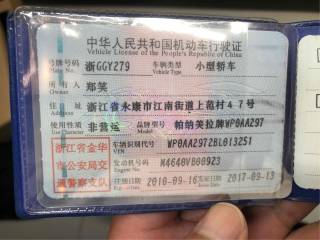 中华人民共和国机动车行驶证
Vehicle License of the People's Republic of China
号牌号码 浙GGY279 车辆类型 小型轿车
Plate No. Vehicle Type
所有人 郑笑
Owner
住址 浙江省永康市江南街道上范村47号
Address
使用性质 非营运 品牌型号 帕纳美拉牌WP0AA297
Use Character Model
浙江省金华市公安局交通警察支队
车辆识别代号 WP0AA297ZBL013251
VIN
发动机号码 M4640VB00923
Engine No.
注册日期 2010-09-16 发证日期 2017-09-13
Register Date Issue Date